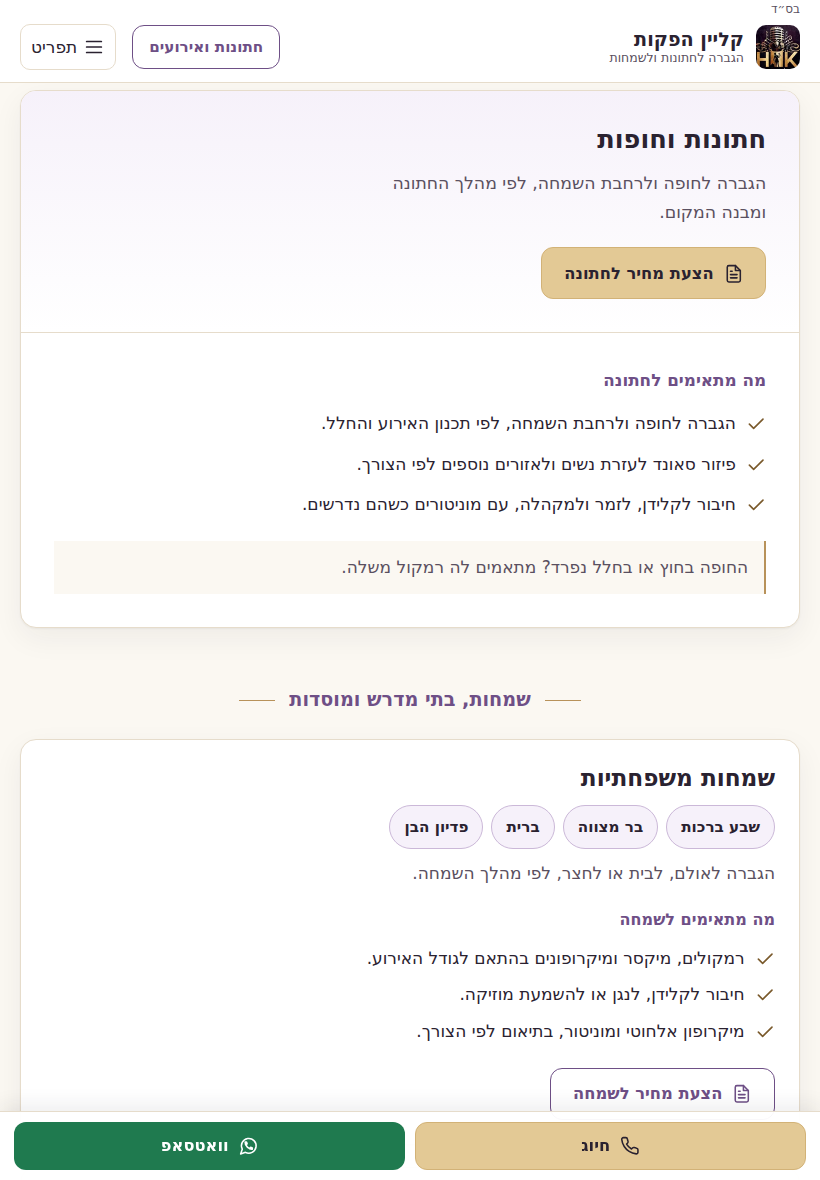 בס״ד
קליין הפקות
הגברה לחתונות ולשמחות
חתונות ואירועים
תפריט
HPK
חתונות וחופות
הגברה לחופה ולרחבת השמחה, לפי מהלך החתונה
ומבנה המקום.
הצעת מחיר לחתונה
מה מתאימים לחתונה
הגברה לחופה ולרחבת השמחה, לפי תכנון האירוע והחלל.
פיזור סאונד לעזרת נשים ולאזורים נוספים לפי הצורך.
חיבור לקלידן, לזמר ולמקהלה, עם מוניטורים כשהם נדרשים.
החופה בחוץ או בחלל נפרד? מתאימים לה רמקול משלה.
שמחות, בתי מדרש ומוסדות
שמחות משפחתיות
שבע ברכות
בר מצווה
ברית
פדיון הבן
הגברה לאולם, לבית או לחצר, לפי מהלך השמחה.
מה מתאימים לשמחה
רמקולים, מיקסר ומיקרופונים בהתאם לגודל האירוע.
חיבור לקלידן, לנגן או להשמעת מוזיקה.
מיקרופון אלחוטי ומוניטור, בתיאום לפי הצורך.
הצעת מחיר לשמחה
חיוג
וואטסאפ